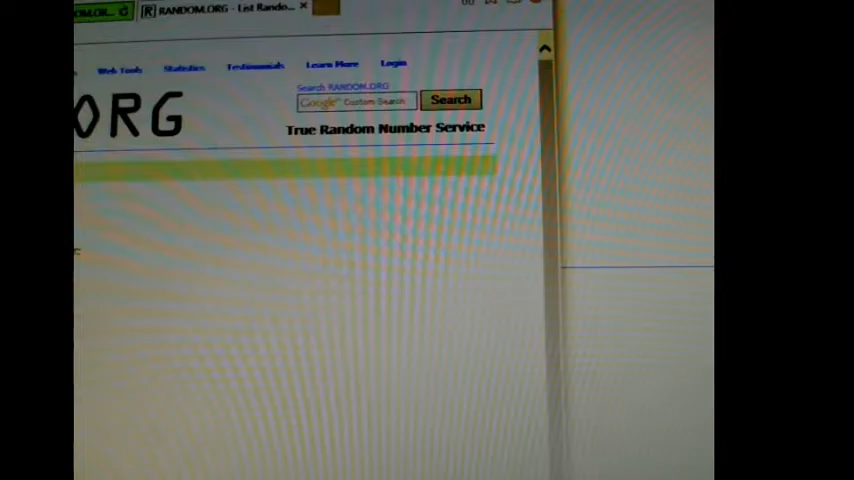 RANDOM.ORG - List Rando...
Web Tools Statistics Testimonials Learn More Login
ORG
Search RANDOM.ORG
Google™ Custom Search Search
True Random Number Service